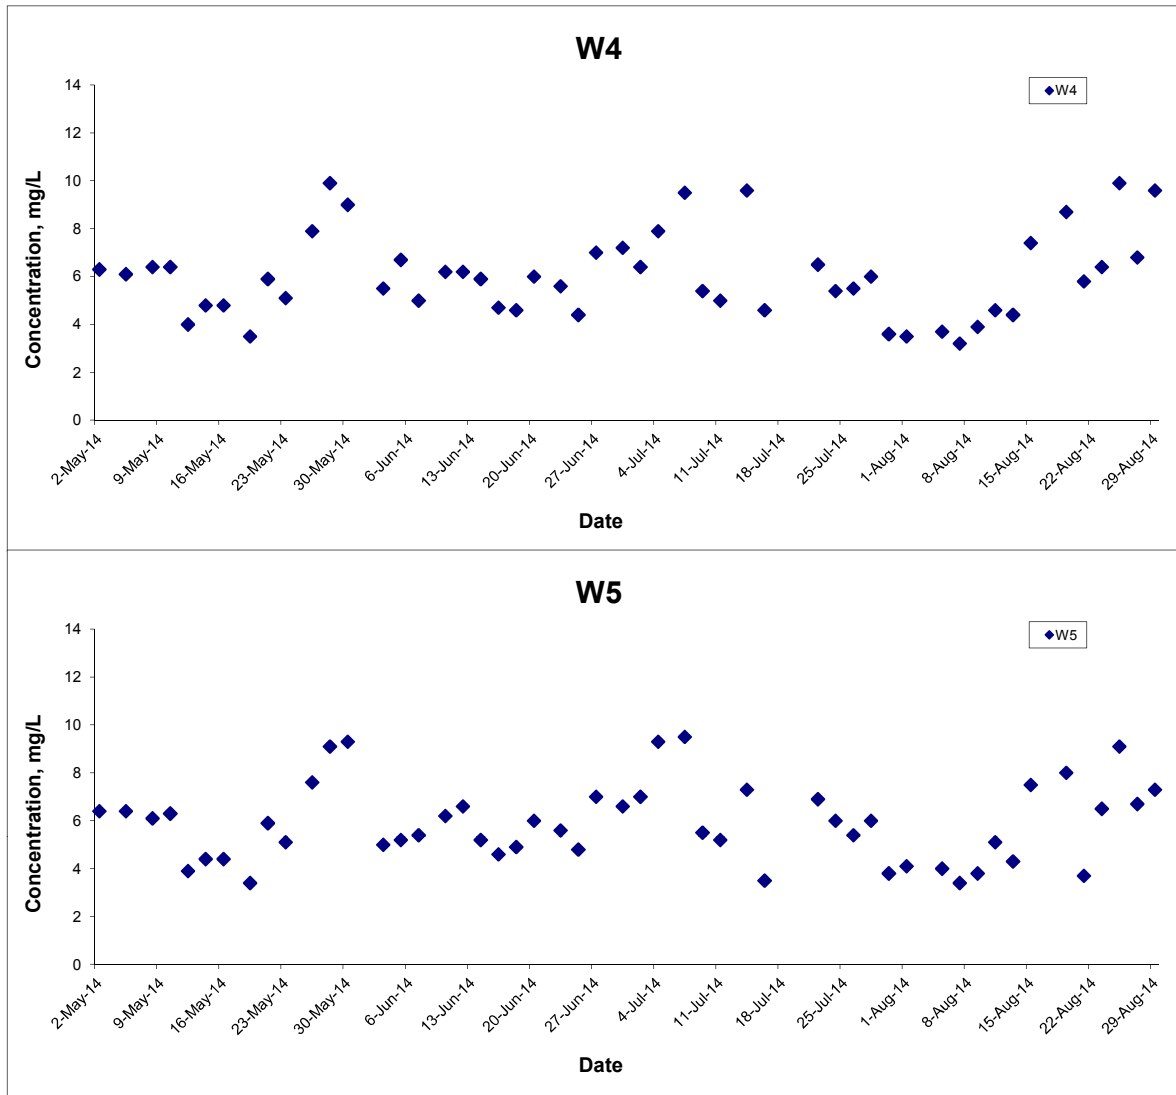 W4
W4
14
12
10
8
6
4
2
0
Concentration, mg/L
2-May-14
9-May-14
16-May-14
23-May-14
30-May-14
6-Jun-14
13-Jun-14
20-Jun-14
27-Jun-14
4-Jul-14
11-Jul-14
18-Jul-14
25-Jul-14
1-Aug-14
8-Aug-14
15-Aug-14
22-Aug-14
29-Aug-14
Date
W5
W5
14
12
10
8
6
4
2
0
Concentration, mg/L
2-May-14
9-May-14
16-May-14
23-May-14
30-May-14
6-Jun-14
13-Jun-14
20-Jun-14
27-Jun-14
4-Jul-14
11-Jul-14
18-Jul-14
25-Jul-14
1-Aug-14
8-Aug-14
15-Aug-14
22-Aug-14
29-Aug-14
Date